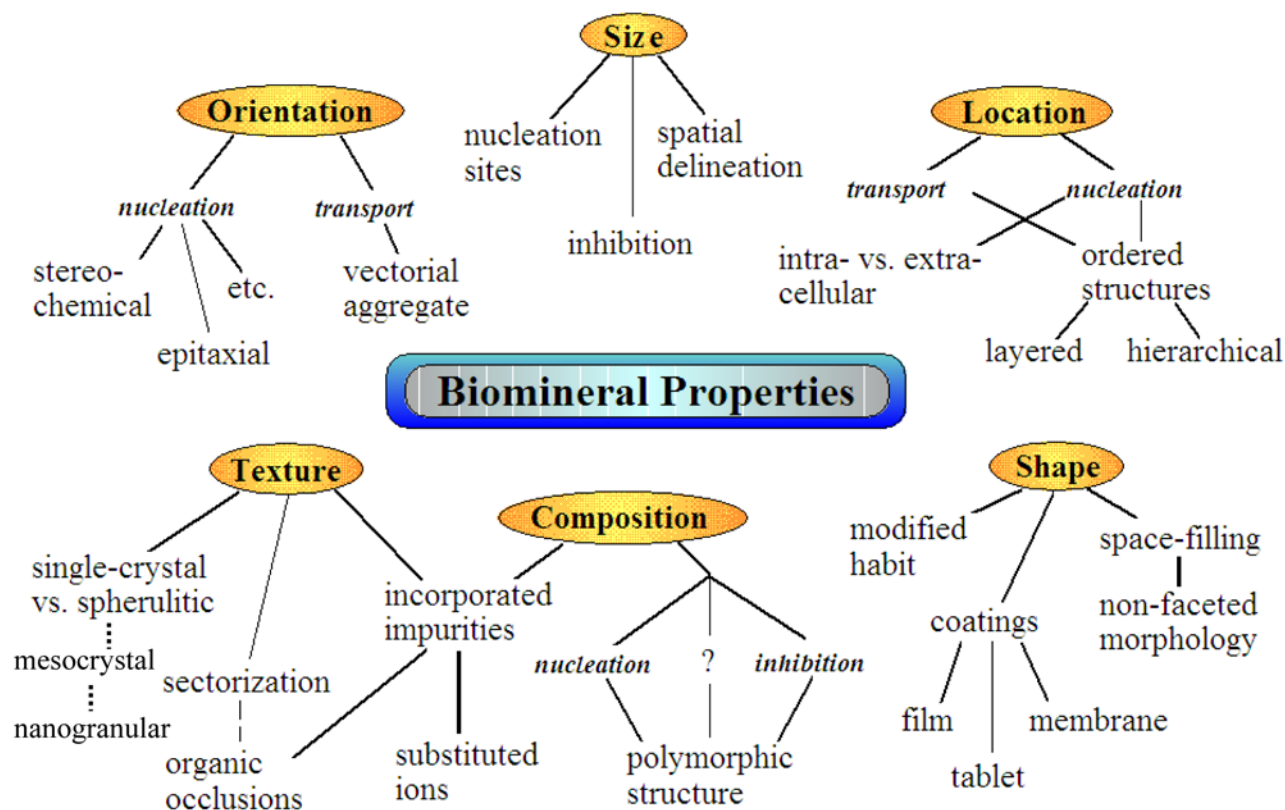 Size
Orientation
Location
nucleation
sites
spatial
delineation
inhibition
nucleation
transport
stereo-
chemical
etc.
vectorial
aggregate
epitaxial
transport
nucleation
intra- vs. extra-
cellular
ordered
structures
layered
hierarchical
Biomineral Properties
Texture
Composition
Shape
single-crystal
vs. spherulitic
mesocrystal
nanogranular
sectorization
organic
occlusions
incorporated
impurities
substituted
ions
nucleation
?
inhibition
polymorphic
structure
modified
habit
space-filling
non-faceted
morphology
coatings
film
membrane
tablet